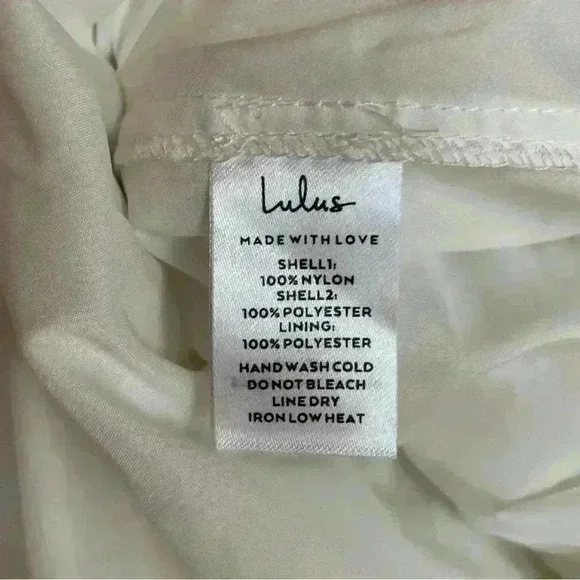 Lulus
MADE WITH LOVE
SHELL1:
100% NYLON
SHELL2:
100% POLYESTER
LINING:
100% POLYESTER
HAND WASH COLD
DO NOT BLEACH
LINE DRY
IRON LOW HEAT